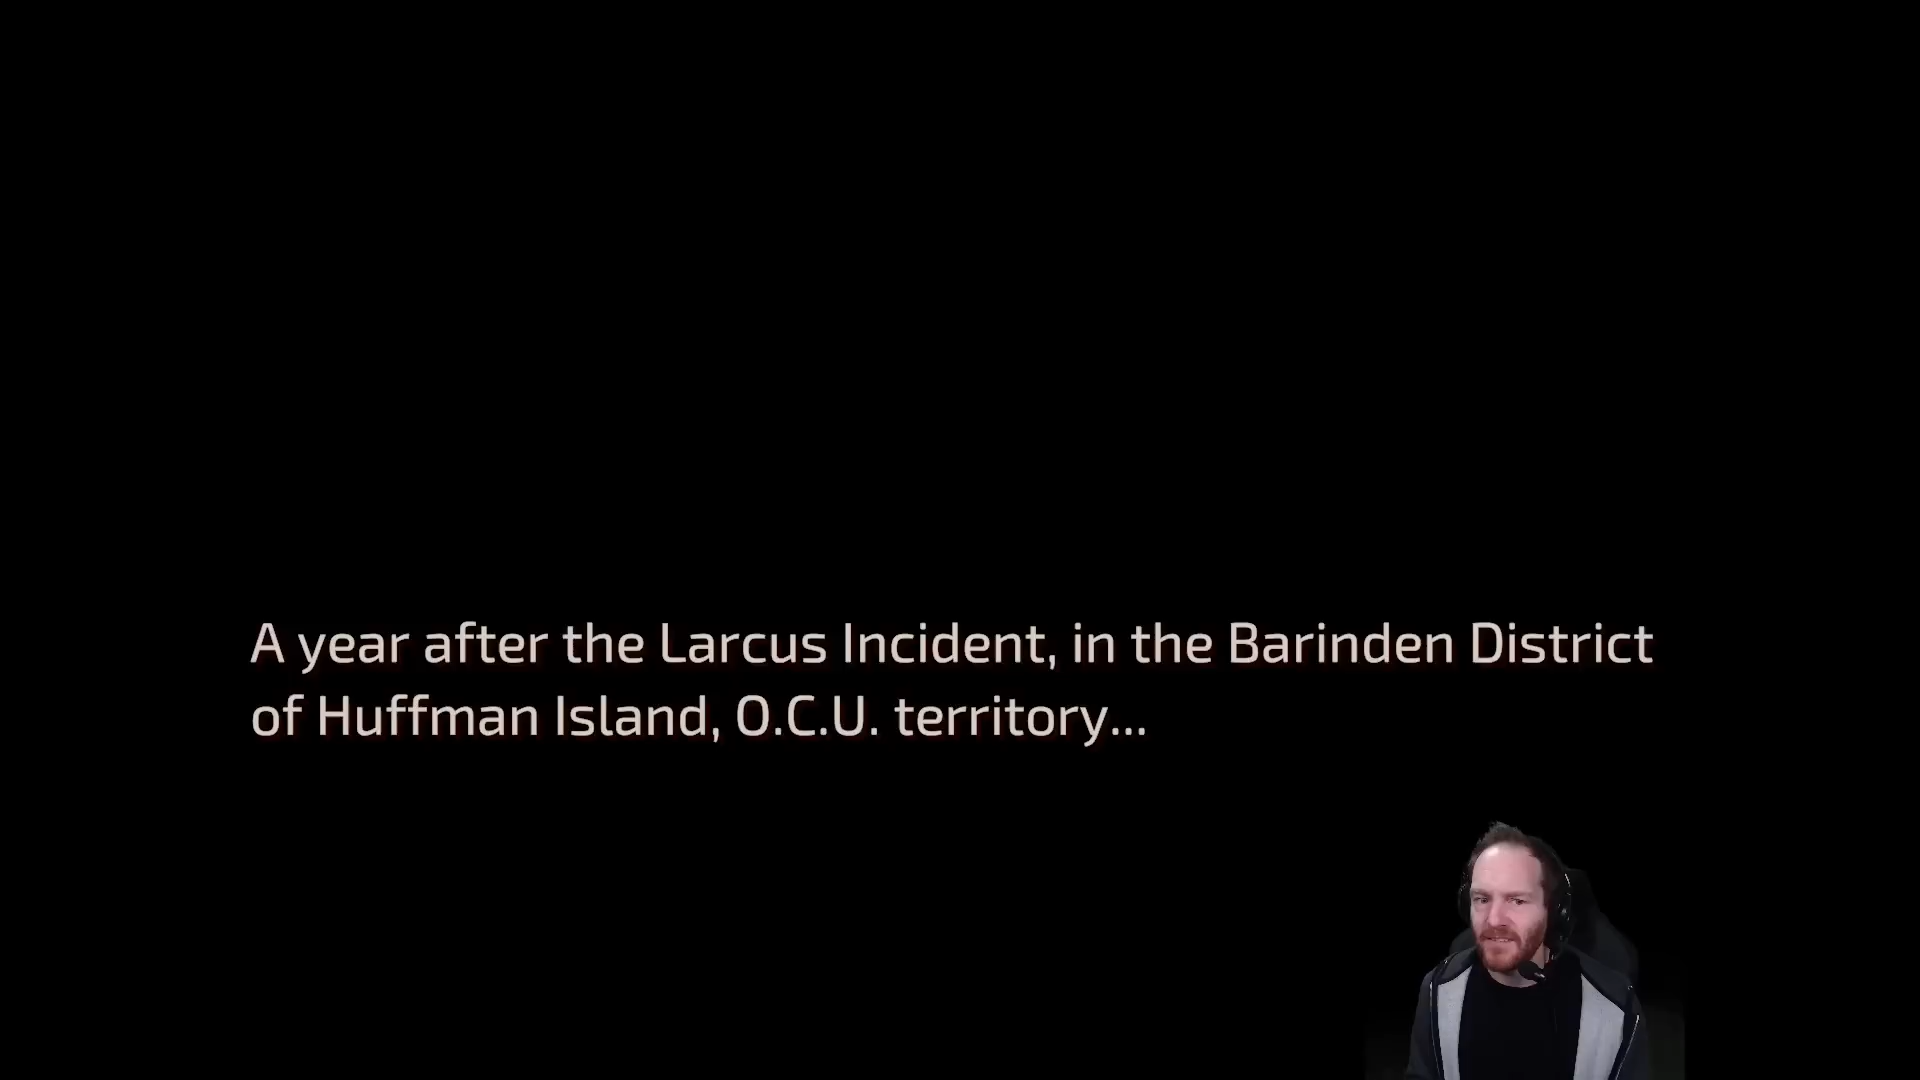 A year after the Larcus Incident, in the Barinden District
of Huffman Island, O.C.U. territory...